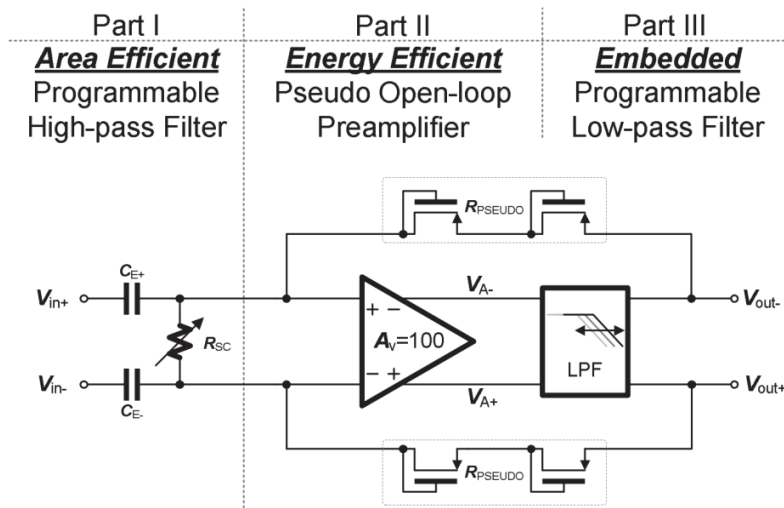 Part I
Part II
Part III
Area Efficient
Energy Efficient
Embedded
Programmable
Pseudo Open-loop
Programmable
High-pass Filter
Preamplifier
Low-pass Filter
RPSEUDO
CE+
VA-
Vin+
Vout-
+ −
RSC
Av=100
LPF
− +
Vin-
Vout+
CE-
VA+
RPSEUDO